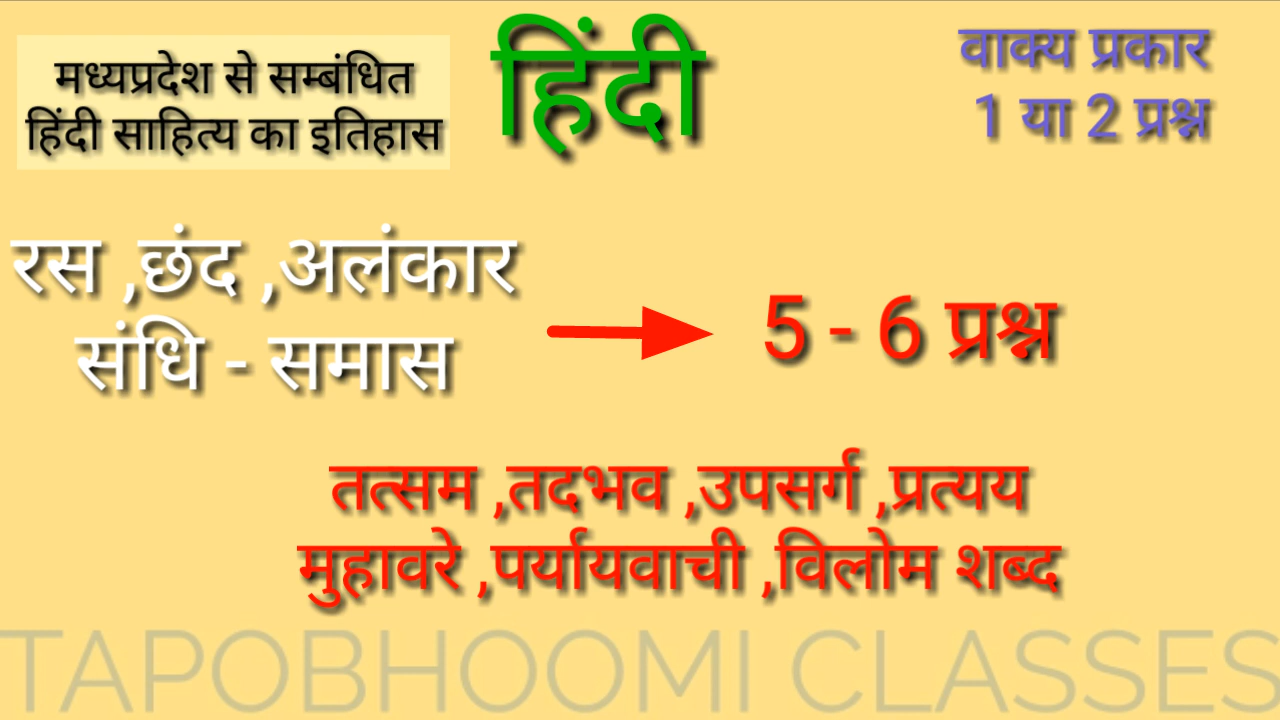 मध्यप्रदेश से सम्बंधित
हिंदी साहित्य का इतिहास
हिंदी
वाक्य प्रकार
1 या 2 प्रश्न
रस ,छंद ,अलंकार
संधि - समास
5 - 6 प्रश्न
तत्सम ,तदभव ,उपसर्ग ,प्रत्यय
मुहावरे ,पर्यायवाची ,विलोम शब्द
TAPOBHOOMI CLASSES